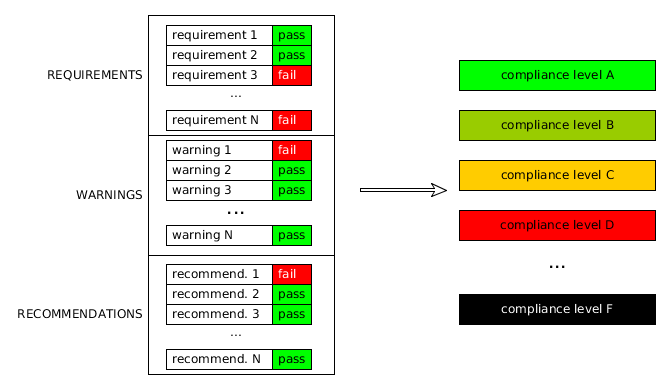 REQUIREMENTS
requirement 1 pass
requirement 2 pass
requirement 3 fail
...
requirement N fail
WARNINGS
warning 1 fail
warning 2 pass
warning 3 pass
...
warning N pass
RECOMMENDATIONS
recommend. 1 fail
recommend. 2 pass
recommend. 3 pass
...
recommend. N pass
compliance level A
compliance level B
compliance level C
compliance level D
...
compliance level F